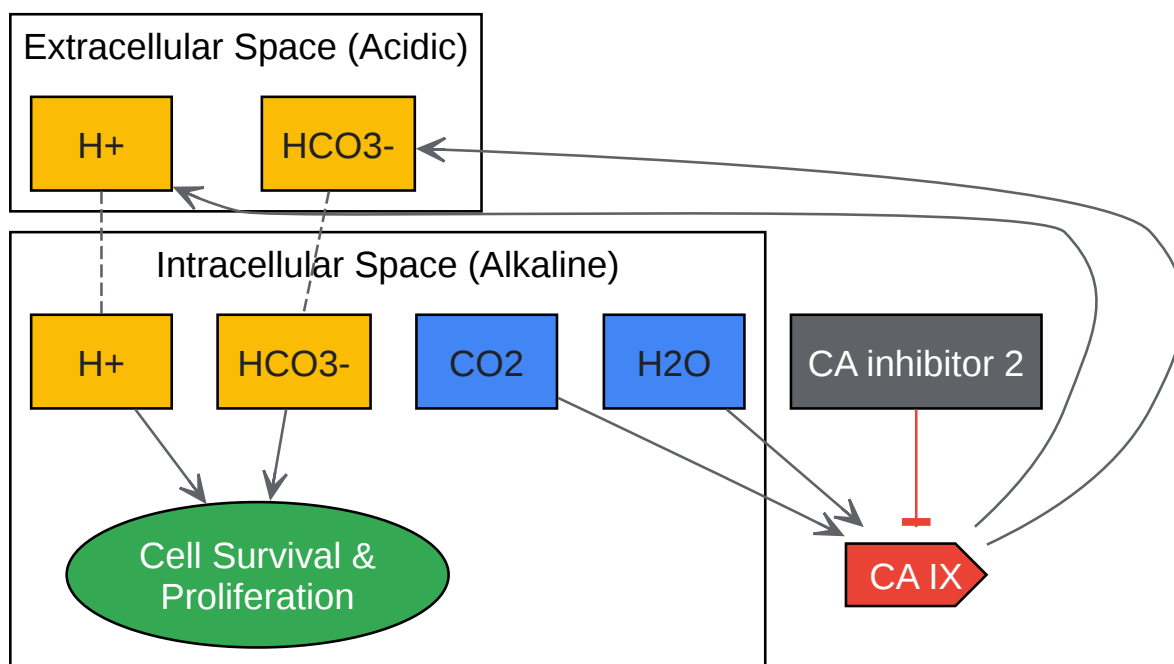 Extracellular Space (Acidic)
H+
HCO3-
Intracellular Space (Alkaline)
H+
HCO3-
CO2
H2O
CA inhibitor 2
Cell Survival &
Proliferation
CA IX